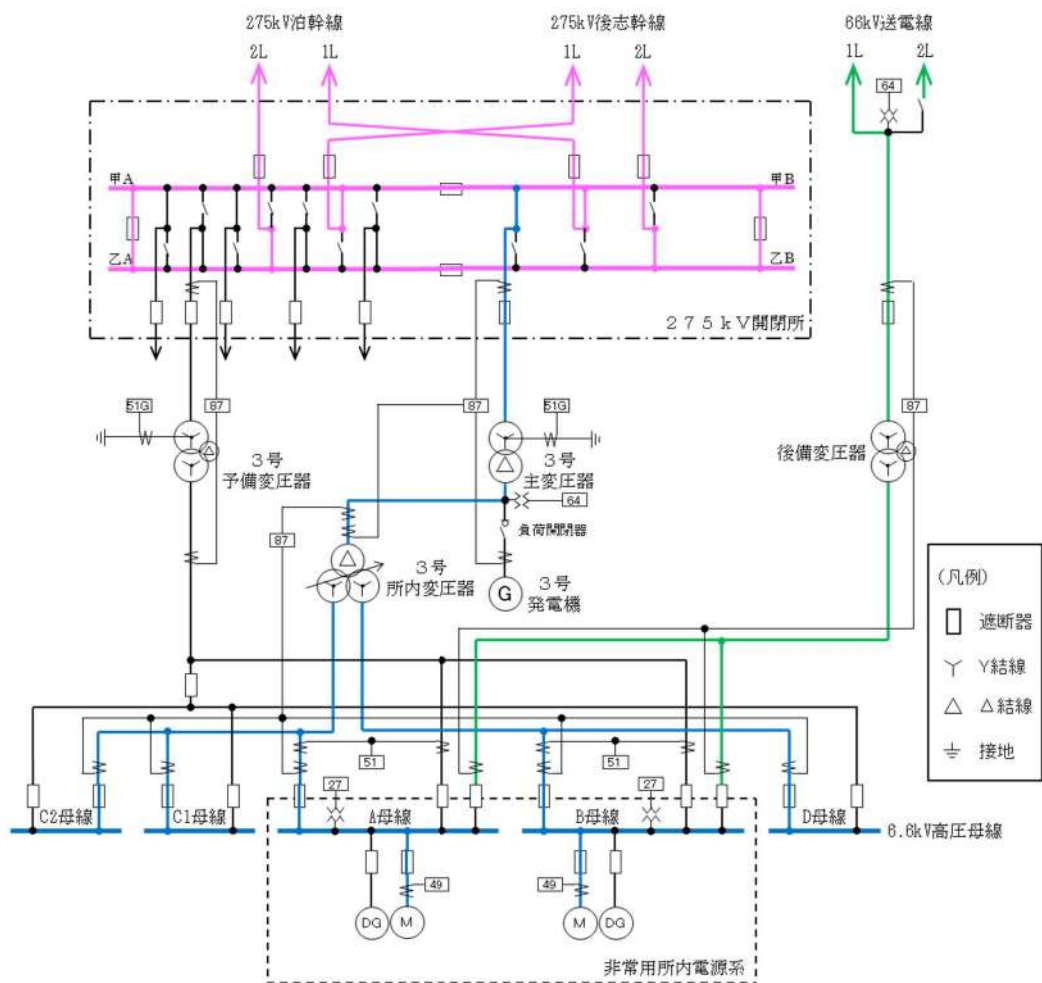 275kV泊幹線
275kV後志幹線
66kV送電線
2L
1L
1L
2L
1L
2L
64
甲A
甲B
乙A
乙B
275kV開閉所
51G
87
87
51G
87
3号
予備変圧器
3号
主変圧器
後備変圧器
64
負荷開閉器
87
3号
所内変圧器
G
3号
発電機
(凡例)
遮断器
Y結線
△結線
接地
51
51
27
27
C2母線
C1母線
A母線
B母線
D母線
6.6kV高圧母線
49
49
DG
M
M
DG
非常用所内電源系